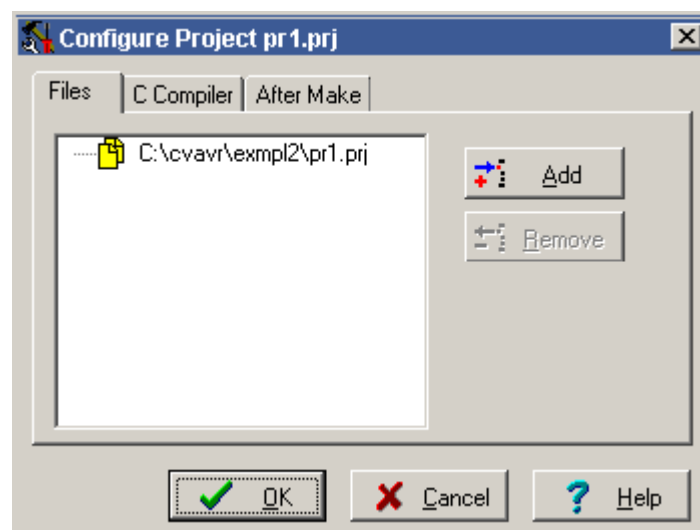 Configure Project pr1.prj
Files C Compiler After Make
C:\cvavr\exmpl2\pr1.prj
Add
Remove
OK Cancel Help